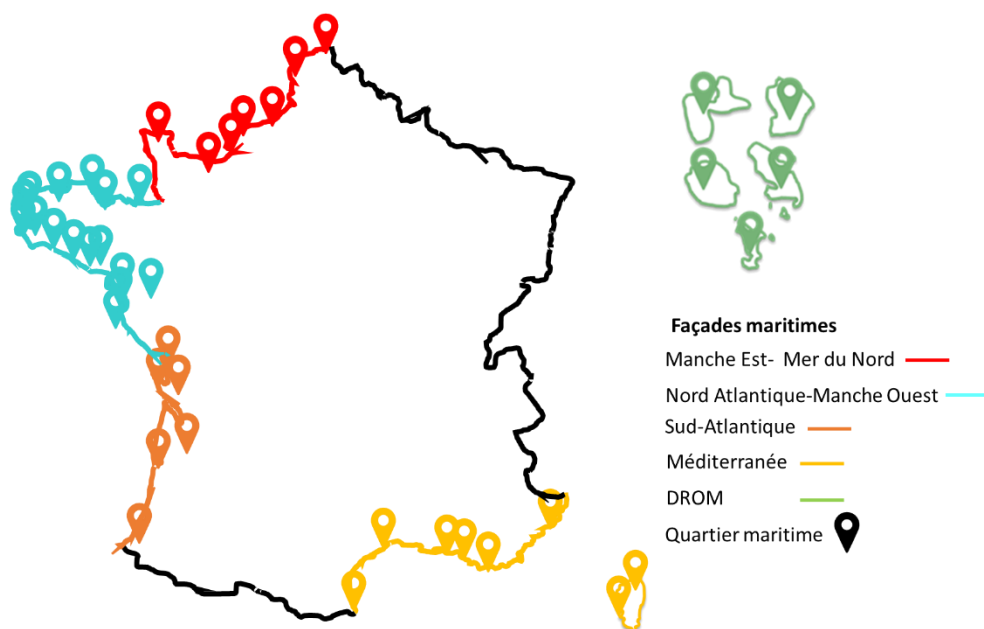 Façades maritimes
Manche Est- Mer du Nord
Nord Atlantique-Manche Ouest
Sud-Atlantique
Méditerranée
DROM
Quartier maritime